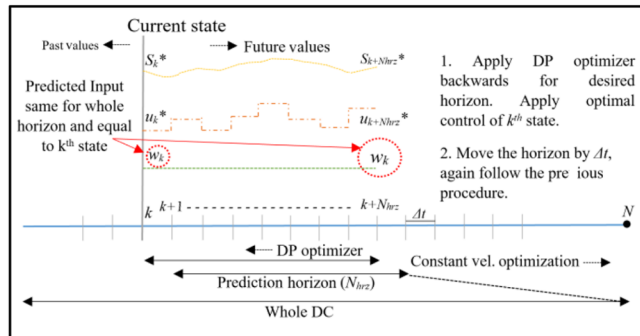 Current state
Past values
Future values
S_k*
S_{k+Nhrz}*
Predicted Input
same for whole
horizon and equal
to k^th state
u_k*
u_{k+Nhrz}*
w_k
w_k
k
k+1
k+N_hrz
Δt
N
DP optimizer
Prediction horizon (N_hrz)
Constant vel. optimization
Whole DC
1. Apply DP optimizer
backwards for desired
horizon. Apply optimal
control of k^th state.
2. Move the horizon by Δt,
again follow the pre ious
procedure.